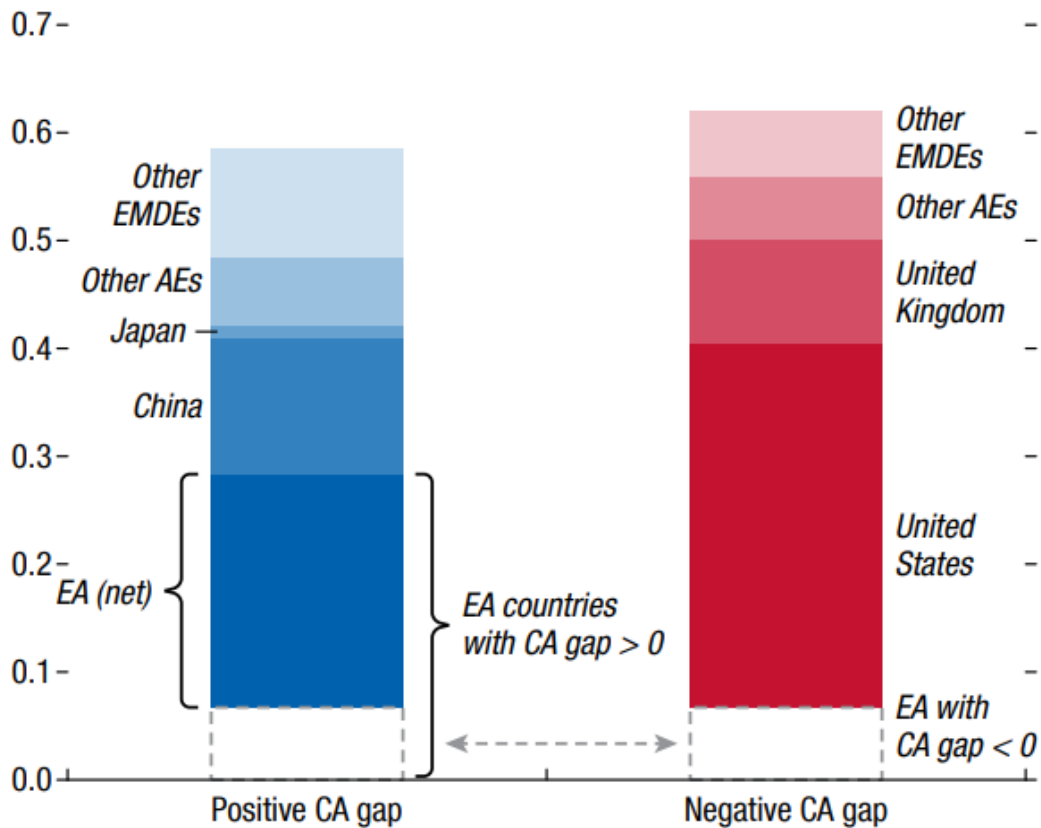 0.7
0.6
0.5
0.4
0.3
0.2
0.1
0.0
Other
EMDEs
Other AEs
Japan
China
EA (net)
EA countries
with CA gap > 0
Other
EMDEs
Other AEs
United
Kingdom
United
States
EA with
CA gap < 0
Positive CA gap
Negative CA gap